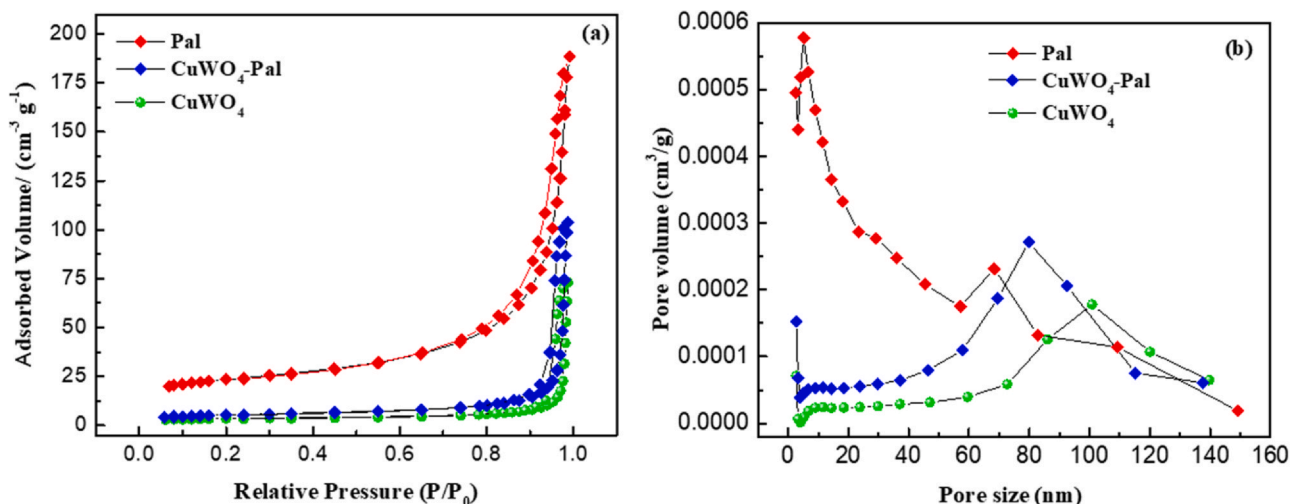 (a)
Pal
CuWO₄-Pal
CuWO₄
Adsorbed Volume/ (cm⁻³ g⁻¹)
200
175
150
125
100
75
50
25
0
0.0 0.2 0.4 0.6 0.8 1.0
Relative Pressure (P/P₀)
(b)
Pal
CuWO₄-Pal
CuWO₄
Pore volume (cm³/g)
0.0006
0.0005
0.0004
0.0003
0.0002
0.0001
0.0000
0 20 40 60 80 100 120 140 160
Pore size (nm)